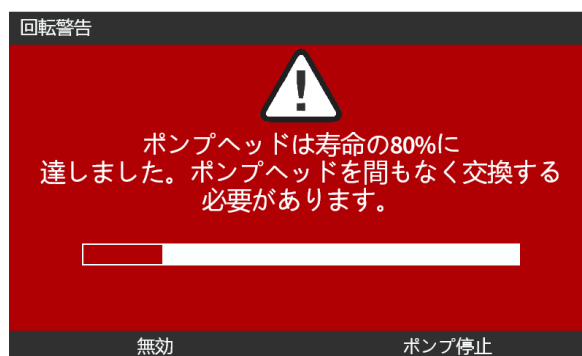 回転警告
ポンプヘッドは寿命の80%に
達しました。ポンプヘッドを間もなく交換する
必要があります。
無効
ポンプ停止